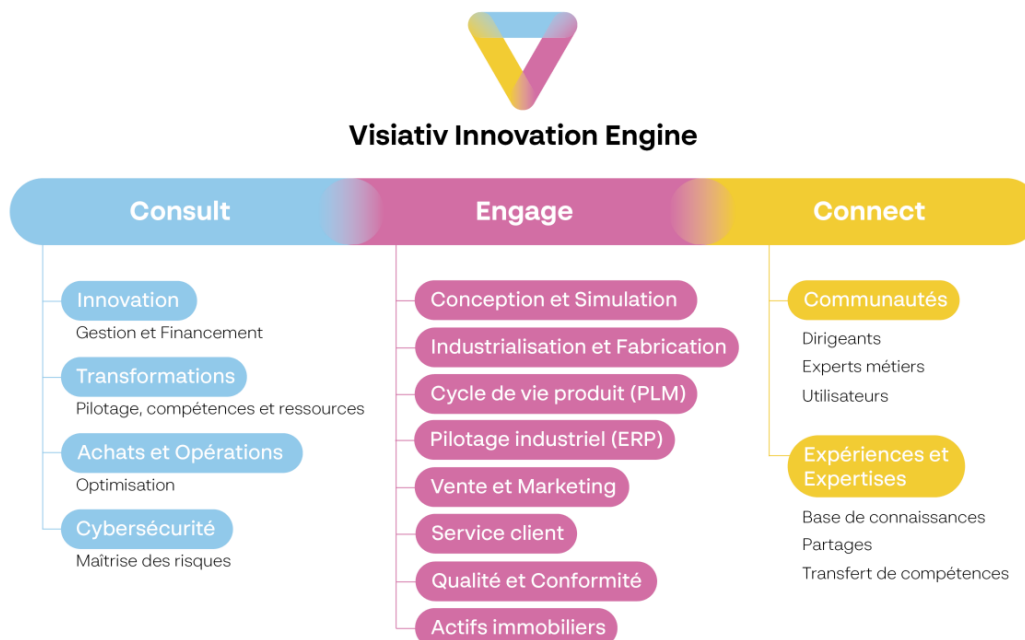 Visiativ Innovation Engine
Consult
Engage
Connect
Innovation
Gestion et Financement
Transformations
Pilotage, compétences et ressources
Achats et Opérations
Optimisation
Cybersécurité
Maîtrise des risques
Conception et Simulation
Industrialisation et Fabrication
Cycle de vie produit (PLM)
Pilotage industriel (ERP)
Vente et Marketing
Service client
Qualité et Conformité
Actifs immobiliers
Communautés
Dirigeants
Experts métiers
Utilisateurs
Expériences et
Expertises
Base de connaissances
Partages
Transfert de compétences